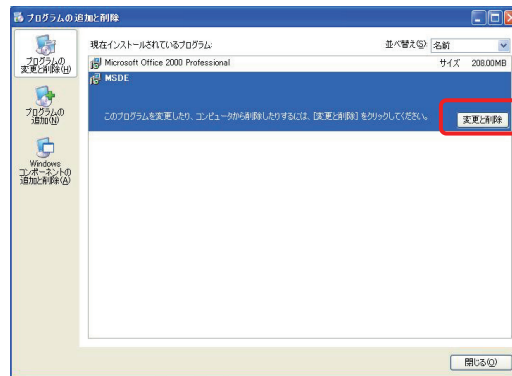 プログラムの追加と削除
プログラムの
変更と削除(H)
プログラムの
追加(N)
Windows
コンポーネントの
追加と削除(A)
現在インストールされているプログラム:
並べ替え(S): 名前
Microsoft Office 2000 Professional サイズ 208.00MB
MSDE
このプログラムを変更したり、コンピュータから削除したりするには、[変更と削除] をクリックしてください。
変更と削除
閉じる(O)